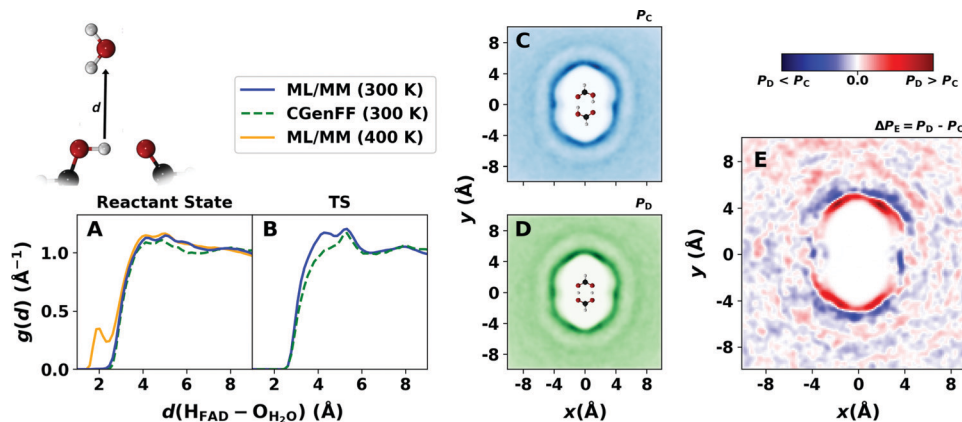 d
ML/MM (300 K)
CGenFF (300 K)
ML/MM (400 K)
Reactant State
TS
A
B
1.0
0.5
0.0
g(d) (Å⁻¹)
2 4 6 8
2 4 6 8
d(H_FAD − O_H₂O) (Å)
P_C
C
8
4
0
-4
-8
y (Å)
P_D
D
8
4
0
-4
-8
-8 -4 0 4 8
x(Å)
P_D < P_C 0.0 P_D > P_C
ΔP_E = P_D - P_C
E
8
4
0
-4
-8
y (Å)
-8 -4 0 4 8
x(Å)